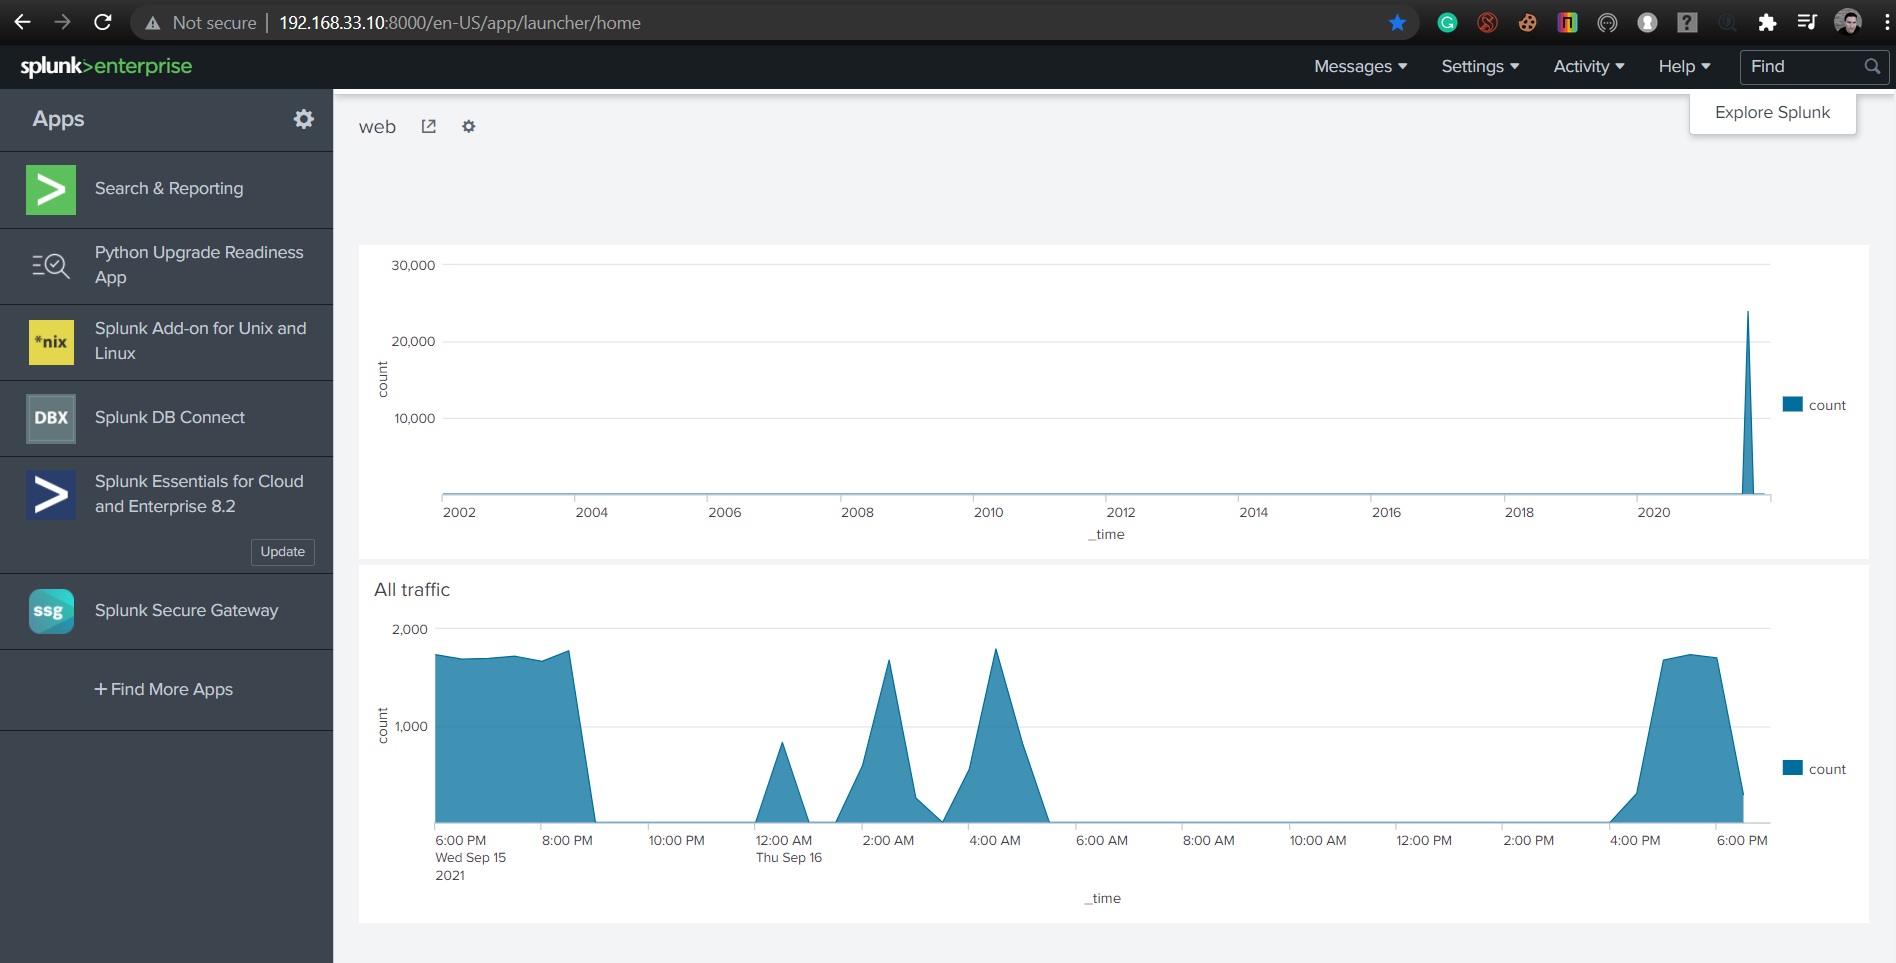 Not secure | 192.168.33.10:8000/en-US/app/launcher/home
splunk>enterprise
Messages Settings Activity Help Find
Explore Splunk
Apps
Search & Reporting
Python Upgrade Readiness
App
*nix
Splunk Add-on for Unix and
Linux
DBX
Splunk DB Connect
Splunk Essentials for Cloud
and Enterprise 8.2
Update
ssg
Splunk Secure Gateway
+ Find More Apps
web
30,000
20,000
10,000
count
2002 2004 2006 2008 2010 2012 2014 2016 2018 2020
_time
count
All traffic
2,000
1,000
count
6:00 PM 8:00 PM 10:00 PM 12:00 AM 2:00 AM 4:00 AM 6:00 AM 8:00 AM 10:00 AM 12:00 PM 2:00 PM 4:00 PM 6:00 PM
Wed Sep 15 Thu Sep 16
2021
_time
count